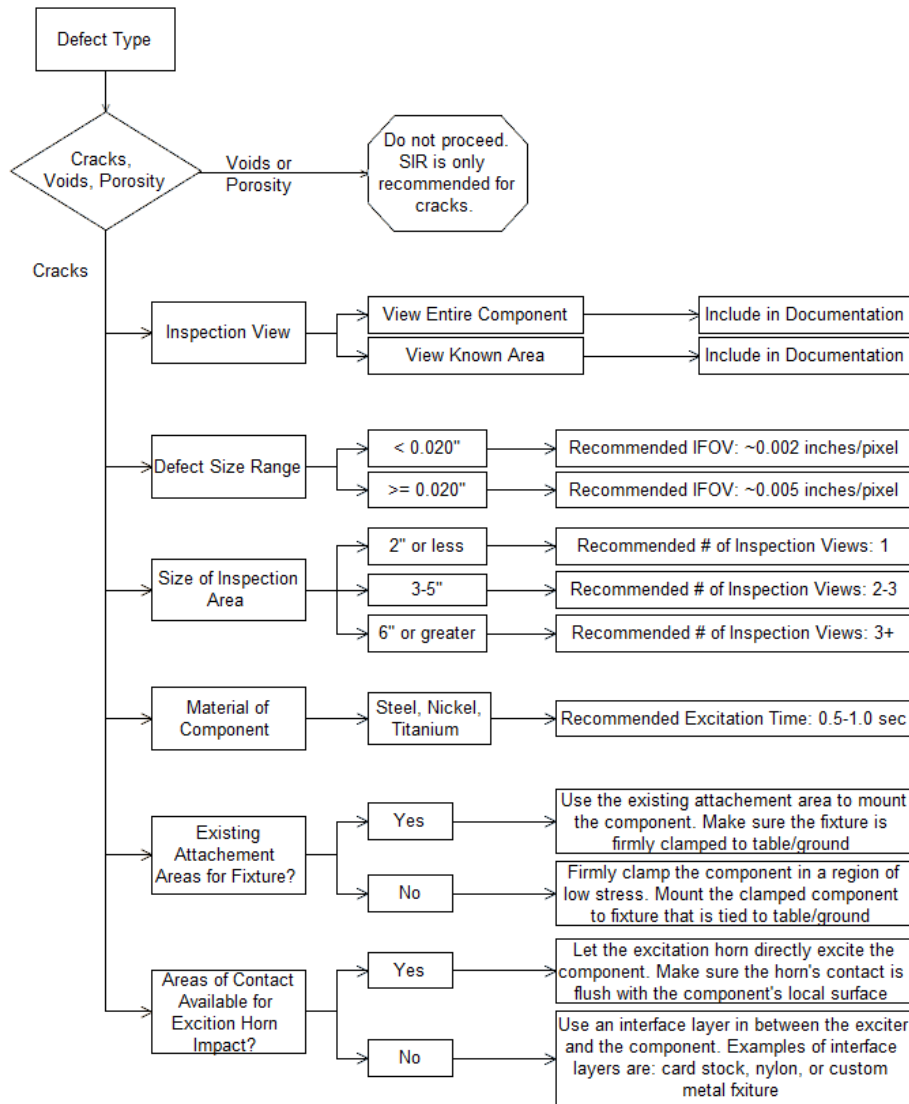 Defect Type
Cracks,
Voids, Porosity
Voids or
Porosity
Do not proceed.
SIR is only
recommended for
cracks.
Cracks
Inspection View
View Entire Component
Include in Documentation
View Known Area
Include in Documentation
Defect Size Range
< 0.020"
Recommended IFOV: ~0.002 inches/pixel
>= 0.020"
Recommended IFOV: ~0.005 inches/pixel
Size of Inspection
Area
2" or less
Recommended # of Inspection Views: 1
3-5"
Recommended # of Inspection Views: 2-3
6" or greater
Recommended # of Inspection Views: 3+
Material of
Component
Steel, Nickel,
Titanium
Recommended Excitation Time: 0.5-1.0 sec
Existing
Attachement
Areas for Fixture?
Yes
Use the existing attachement area to mount
the component. Make sure the fixture is
firmly clamped to table/ground
No
Firmly clamp the component in a region of
low stress. Mount the clamped component
to fixture that is tied to table/ground
Areas of Contact
Available for
Excition Horn
Impact?
Yes
Let the excitation horn directly excite the
component. Make sure the horn's contact is
flush with the component's local surface
No
Use an interface layer in between the exciter
and the component. Examples of interface
layers are: card stock, nylon, or custom
metal fxiture